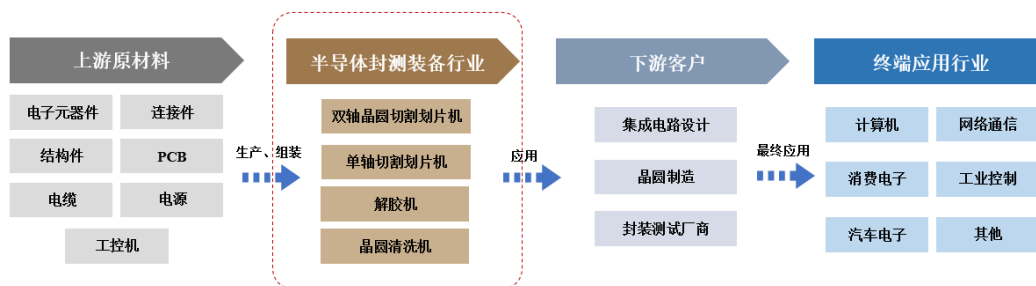 上游原材料
电子元器件
连接件
结构件
PCB
电缆
电源
工控机
生产、组装
半导体封测装备行业
双轴晶圆切割划片机
单轴切割划片机
解胶机
晶圆清洗机
应用
下游客户
集成电路设计
晶圆制造
封装测试厂商
最终应用
终端应用行业
计算机
网络通信
消费电子
工业控制
汽车电子
其他